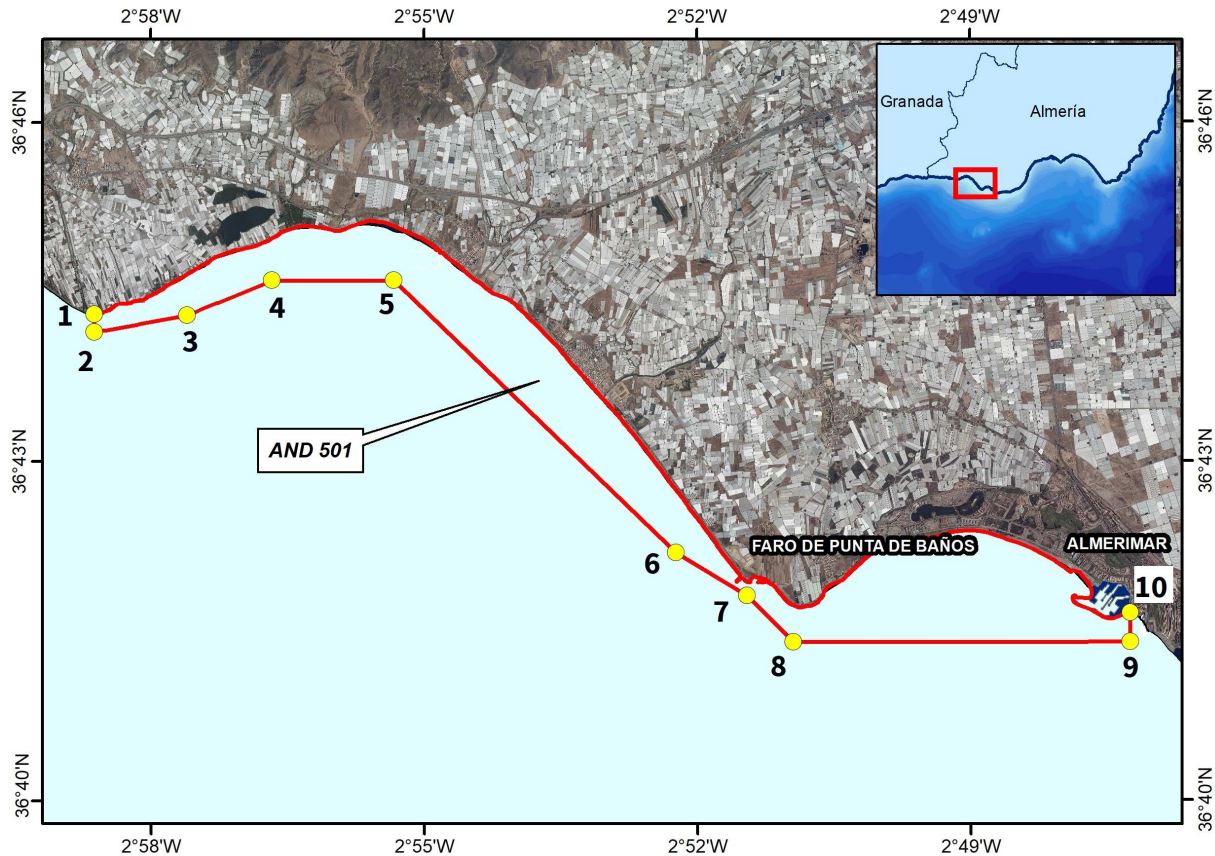 2°58'W
2°55'W
2°52'W
2°49'W
36°46'N
36°46'N
Granada
Almería
1
2
3
4
5
AND 501
36°43'N
36°43'N
FARO DE PUNTA DE BAÑOS
ALMERIMAR
6
7
8
9
10
36°40'N
36°40'N
2°58'W
2°55'W
2°52'W
2°49'W